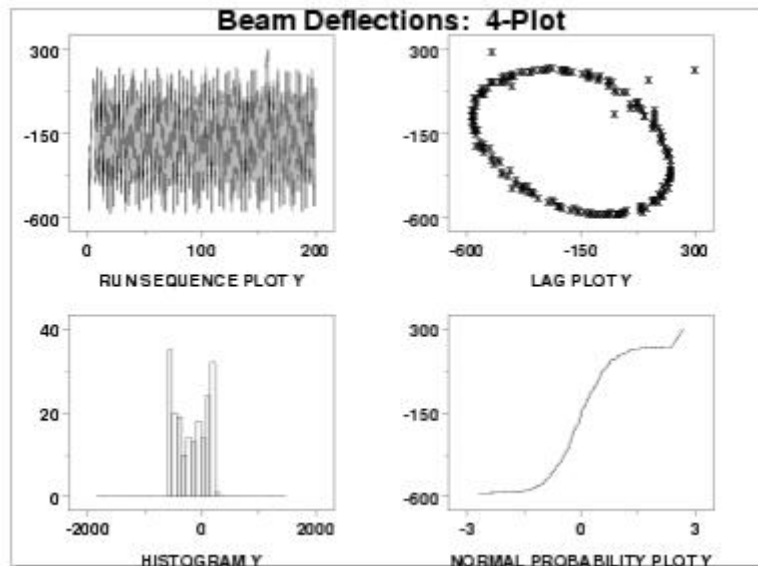 Beam Deflections: 4-Plot
300
-150
-600
0 100 200
RUN SEQUENCE PLOT Y
300
-150
-600
-600 -150 300
LAG PLOT Y
40
20
0
-2000 0 2000
HISTOGRAM Y
300
-150
-600
-3 0 3
NORMAL PROBABILITY PLOT Y